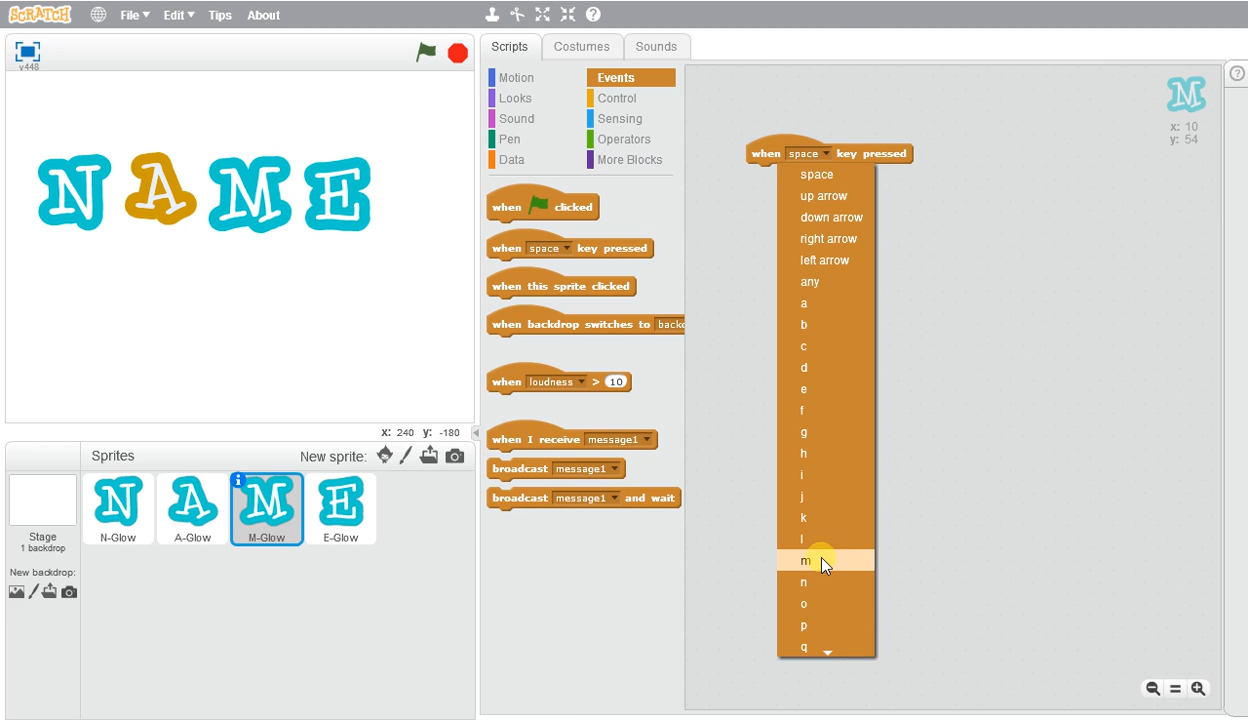 SCRATCH File Edit Tips About
v448
N A M E
x: 240 y: -180
Sprites New sprite:
Stage
1 backdrop
New backdrop:
N A M E
N-Glow A-Glow M-Glow E-Glow
Scripts Costumes Sounds
Motion Events
Looks Control
Sound Sensing
Pen Operators
Data More Blocks
when clicked
when space key pressed
when this sprite clicked
when backdrop switches to
when loudness > 10
when I receive message1
broadcast message1
broadcast message1 and wait
M
x: 10
y: 54
when space key pressed
space
up arrow
down arrow
right arrow
left arrow
any
a
b
c
d
e
f
g
h
i
j
k
l
m
n
o
p
q